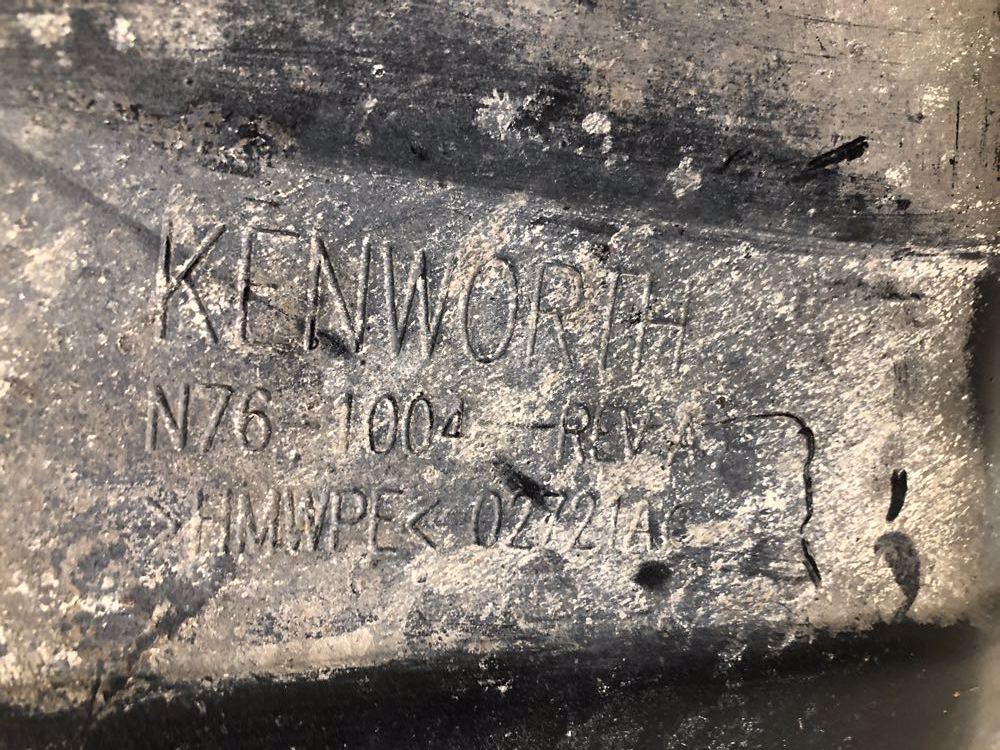 KENWORTH
N76-1004 REV A
>HMWPE< 02721AC